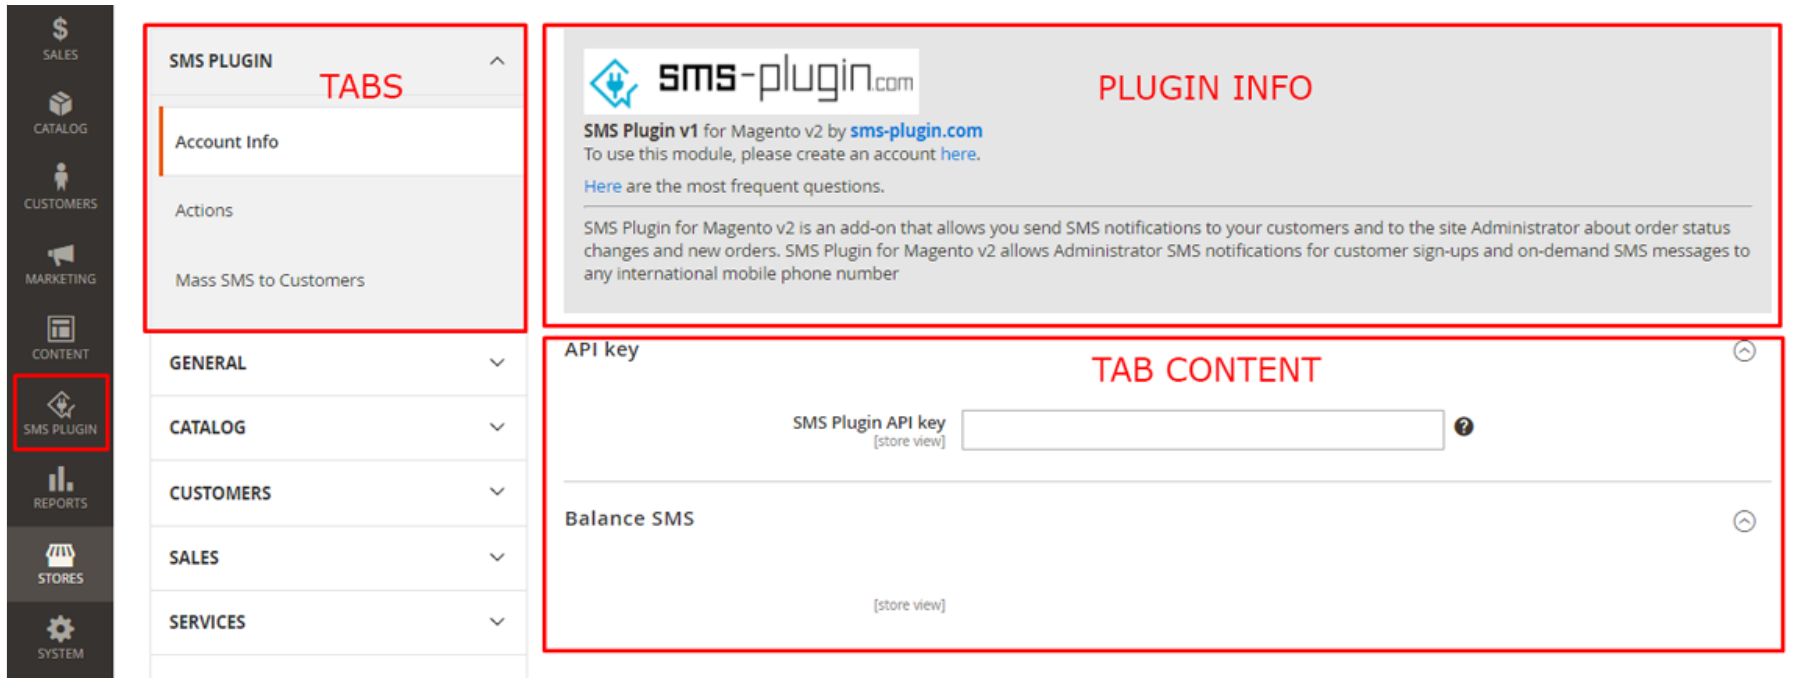 SALES
CATALOG
CUSTOMERS
MARKETING
CONTENT
SMS PLUGIN
REPORTS
STORES
SYSTEM
SMS PLUGIN
TABS
Account Info
Actions
Mass SMS to Customers
GENERAL
CATALOG
CUSTOMERS
SALES
SERVICES
sms-plugin.com
PLUGIN INFO
SMS Plugin v1 for Magento v2 by sms-plugin.com
To use this module, please create an account here.
Here are the most frequent questions.
SMS Plugin for Magento v2 is an add-on that allows you send SMS notifications to your customers and to the site Administrator about order status
changes and new orders. SMS Plugin for Magento v2 allows Administrator SMS notifications for customer sign-ups and on-demand SMS messages to
any international mobile phone number
API key
TAB CONTENT
SMS Plugin API key
[store view]
Balance SMS
[store view]